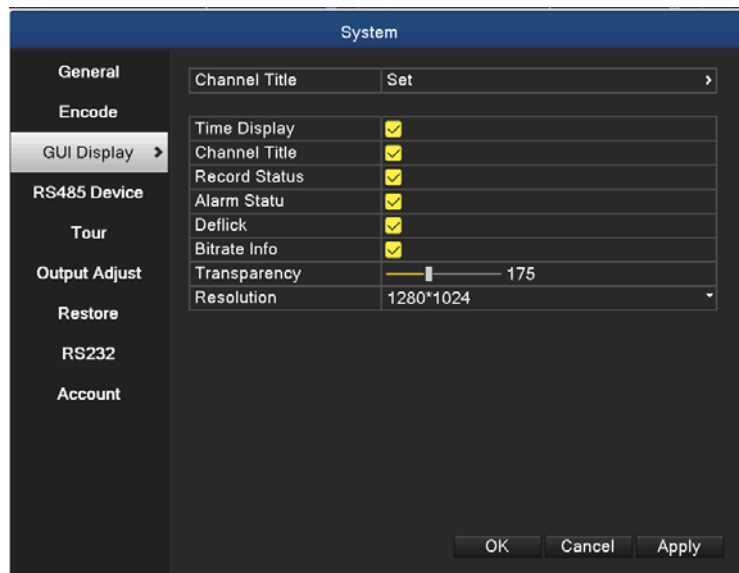 System
General
Encode
GUI Display
RS485 Device
Tour
Output Adjust
Restore
RS232
Account
Channel Title Set
Time Display
Channel Title
Record Status
Alarm Statu
Deflick
Bitrate Info
Transparency 175
Resolution 1280*1024
OK Cancel Apply